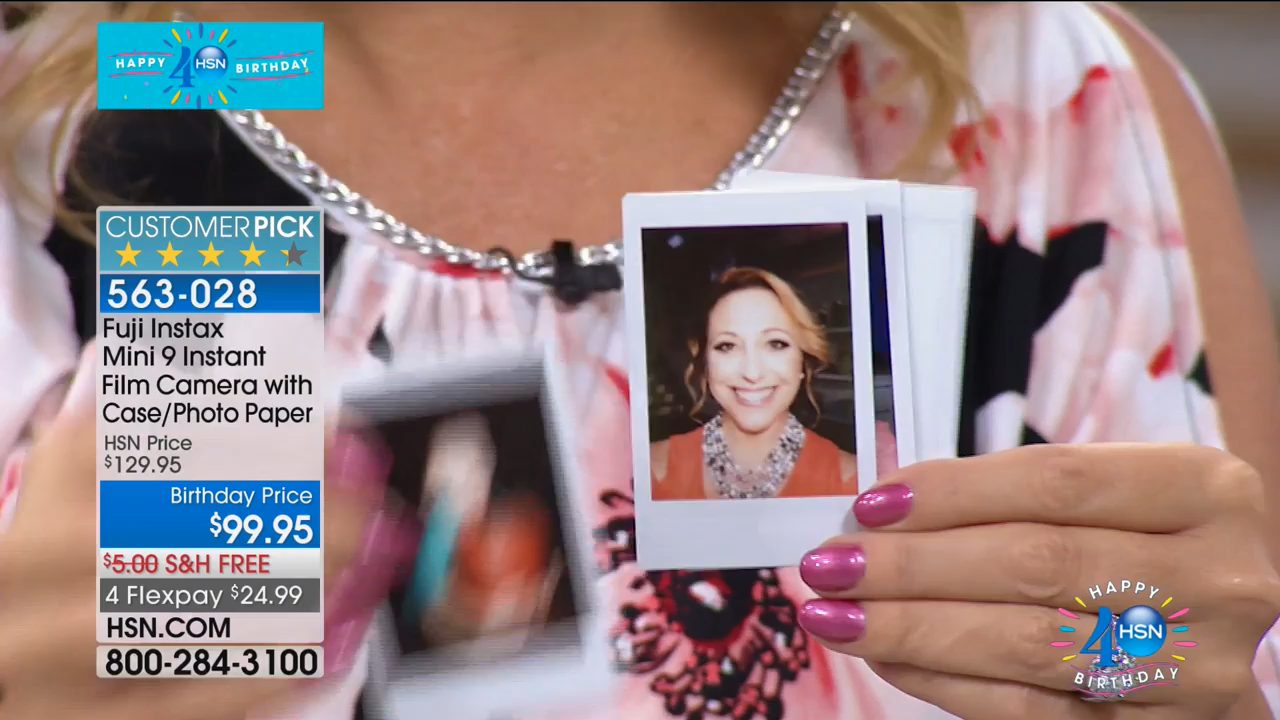 HAPPY 40 HSN BIRTHDAY
CUSTOMER PICK
563-028
Fuji Instax
Mini 9 Instant
Film Camera with
Case/Photo Paper
HSN Price
$129.95
Birthday Price
$99.95
$5.00 S&H FREE
4 Flexpay $24.99
HSN.COM
800-284-3100
HAPPY
40 HSN
BIRTHDAY